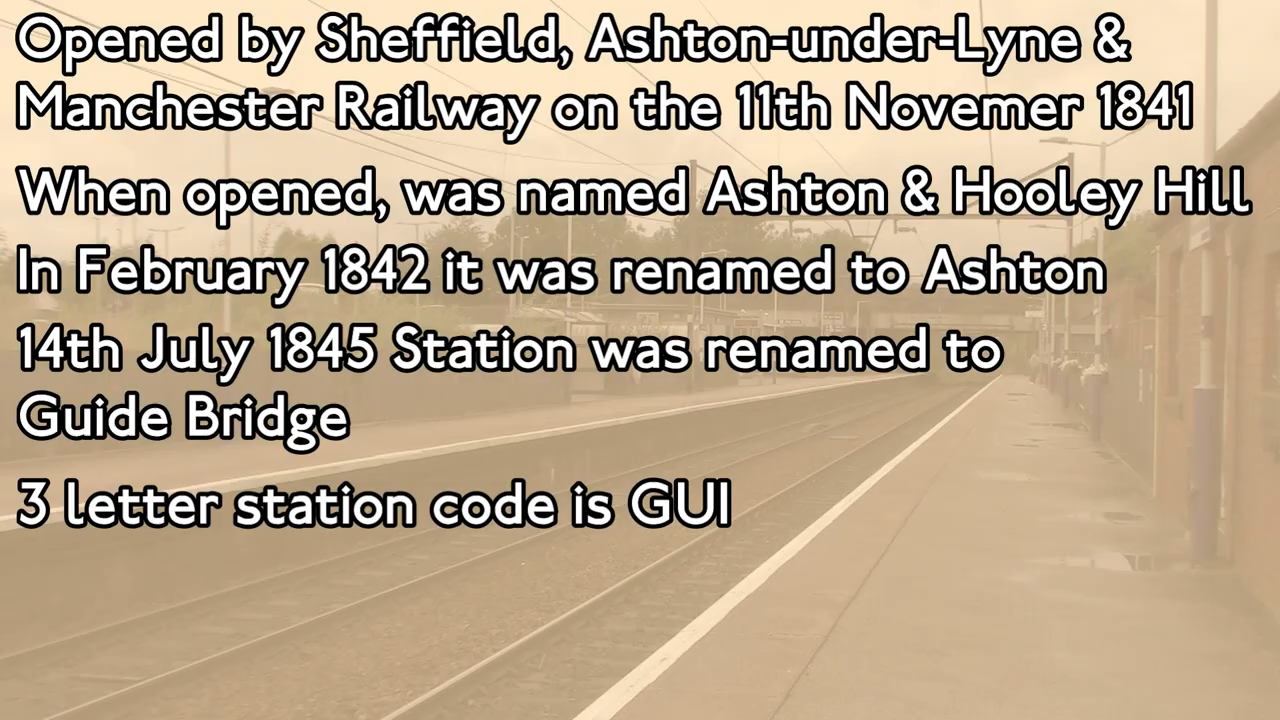 Opened by Sheffield, Ashton-under-Lyne &
Manchester Railway on the 11th Novemer 1841
When opened, was named Ashton & Hooley Hill
In February 1842 it was renamed to Ashton
14th July 1845 Station was renamed to
Guide Bridge
3 letter station code is GUI